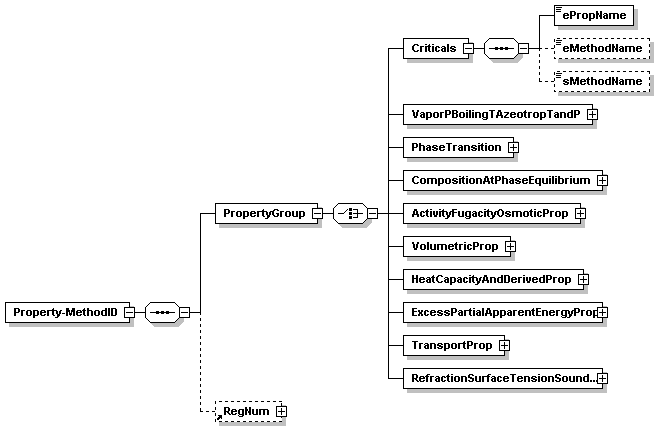 ePropName
Criticals
eMethodName
sMethodName
VaporPBoilingTAzeotropTandP
PhaseTransition
CompositionAtPhaseEquilibrium
PropertyGroup
ActivityFugacityOsmoticProp
VolumetricProp
HeatCapacityAndDerivedProp
Property-MethodID
ExcessPartialApparentEnergyProp
TransportProp
RefractionSurfaceTensionSound...
RegNum